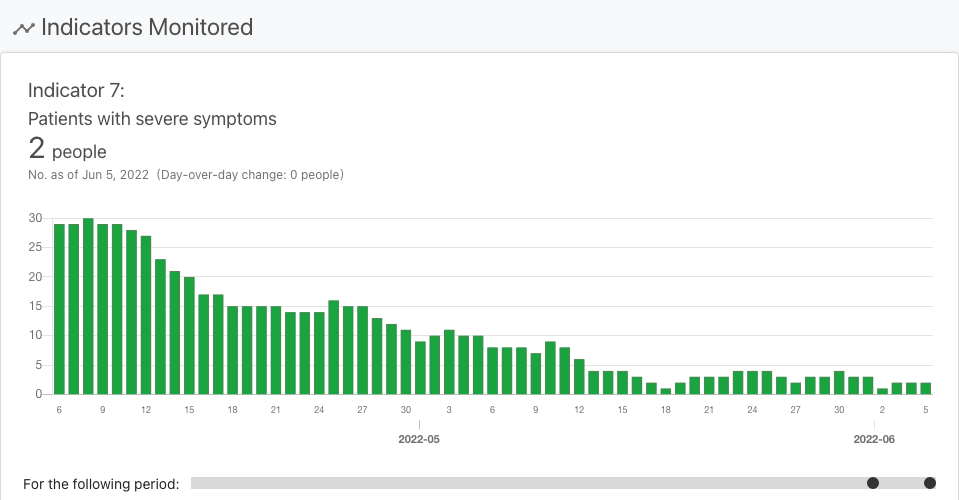 Indicators Monitored
Indicator 7:
Patients with severe symptoms
2 people
No. as of Jun 5, 2022 (Day-over-day change: 0 people)
30
25
20
15
10
5
0
6 9 12 15 18 21 24 27 30 3 6 9 12 15 18 21 24 27 30 2 5
2022-05 2022-06
For the following period: